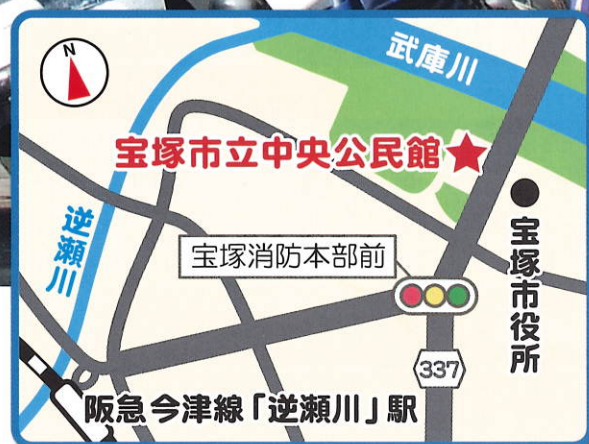 N
武庫川
宝塚市立中央公民館
逆瀬川
宝塚消防本部前
宝塚市役所
337
阪急今津線「逆瀬川」駅